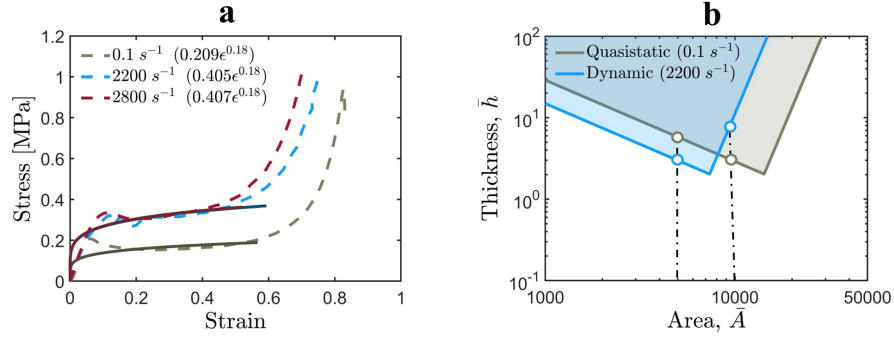 a
1.2
1
0.8
0.6
0.4
0.2
0
0
0.2
0.4
0.6
0.8
1
Stress [MPa]
Strain
0.1 s⁻¹ (0.209ϵ^0.18)
2200 s⁻¹ (0.405ϵ^0.18)
2800 s⁻¹ (0.407ϵ^0.18)
b
10²
10¹
10⁰
10⁻¹
1000
10000
50000
Thickness, h̄
Area, Ā
Quasistatic (0.1 s⁻¹)
Dynamic (2200 s⁻¹)